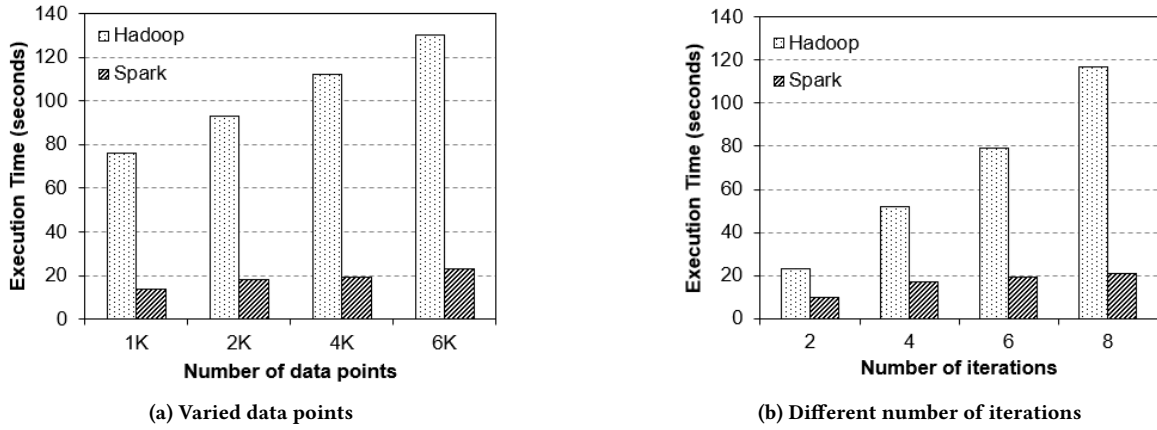 140
120
100
80
60
40
20
0
Execution Time (seconds)
Hadoop
Spark
1K 2K 4K 6K
Number of data points
(a) Varied data points
140
120
100
80
60
40
20
0
Execution Time (seconds)
Hadoop
Spark
2 4 6 8
Number of iterations
(b) Different number of iterations